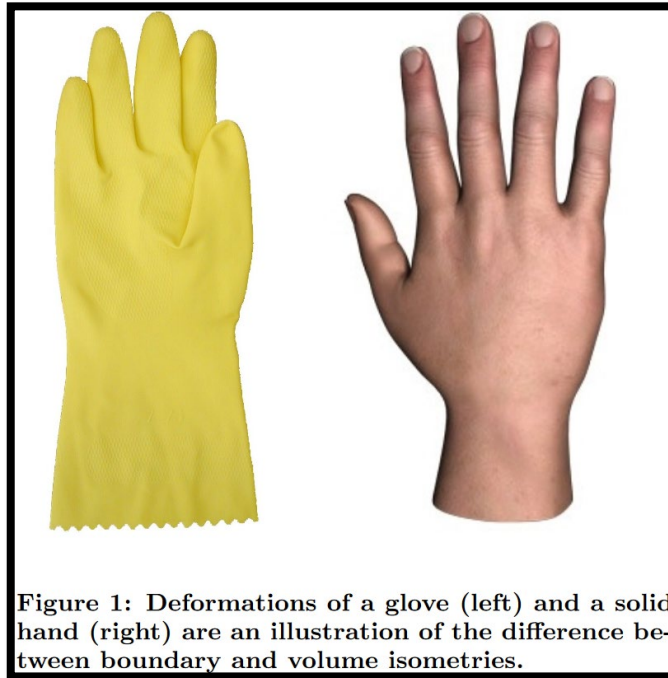 Figure 1: Deformations of a glove (left) and a solid
hand (right) are an illustration of the difference be-
tween boundary and volume isometries.